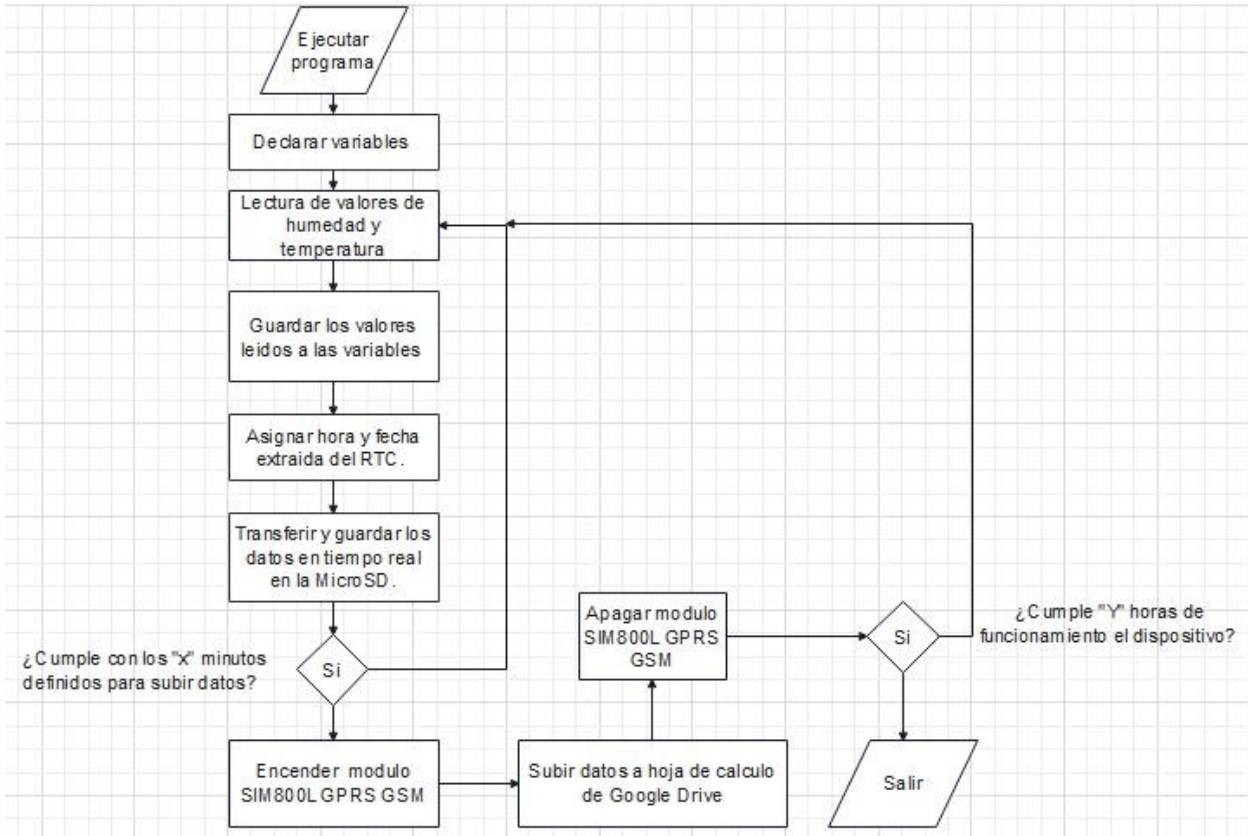 Ejecutar
programa
Declarar variables
Lectura de valores de
humedad y
temperatura
Guardar los valores
leidos a las variables
Asignar hora y fecha
extraida del RTC.
Transferir y guardar los
datos en tiempo real
en la MicroSD.
¿Cumple con los "x" minutos
definidos para subir datos?
Si
Encender modulo
SIM800L GPRS GSM
Subir datos a hoja de calculo
de Google Drive
Apagar modulo
SIM800L GPRS
GSM
Si
¿Cumple "Y" horas de
funcionamiento el dispositivo?
Salir